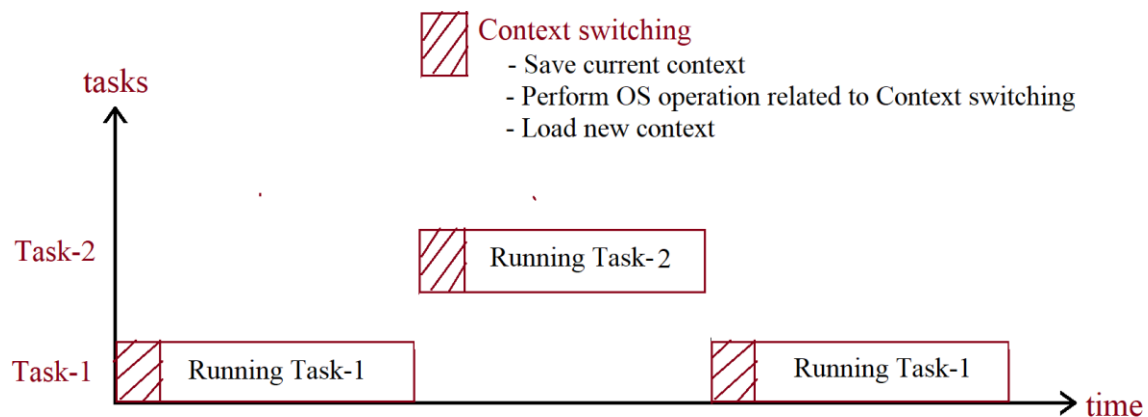 Context switching
- Save current context
tasks
- Perform OS operation related to Context switching
- Load new context
Task-2
Running Task-2
Task-1
Running Task-1
Running Task-1
time